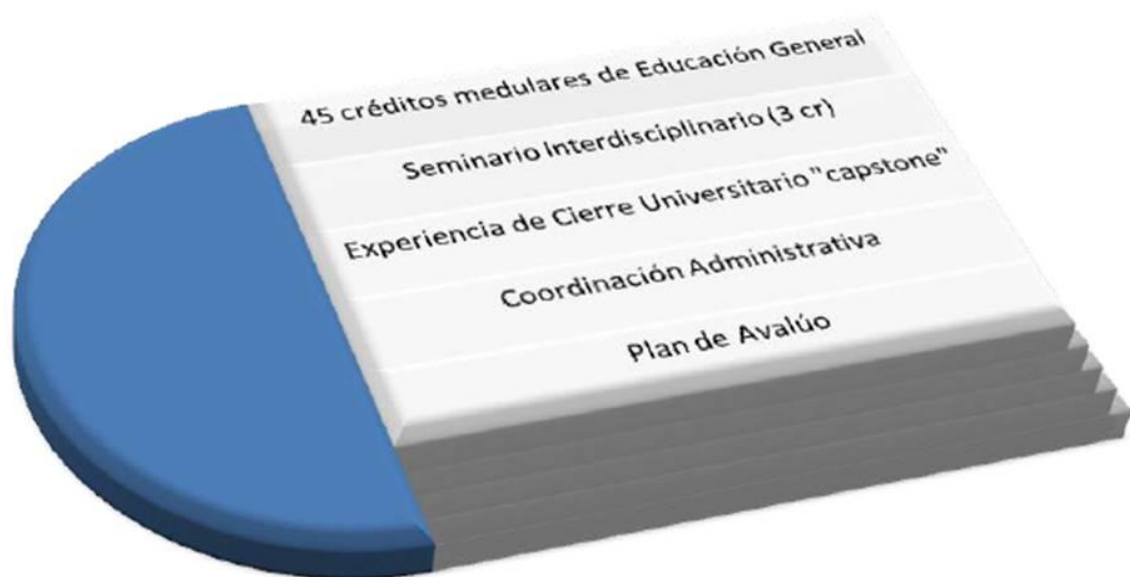 45 créditos medulares de Educación General
Seminario Interdisciplinario (3 cr)
Experiencia de Cierre Universitario "capstone"
Coordinación Administrativa
Plan de Avalúo